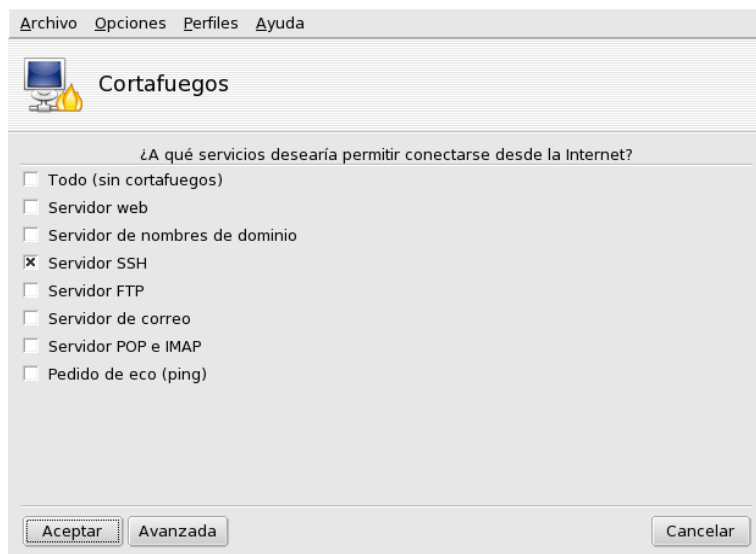 Archivo Opciones Perfiles Ayuda
Cortafuegos
¿A qué servicios desearía permitir conectarse desde la Internet?
Todo (sin cortafuegos)
Servidor web
Servidor de nombres de dominio
Servidor SSH
Servidor FTP
Servidor de correo
Servidor POP e IMAP
Pedido de eco (ping)
Aceptar Avanzada Cancelar